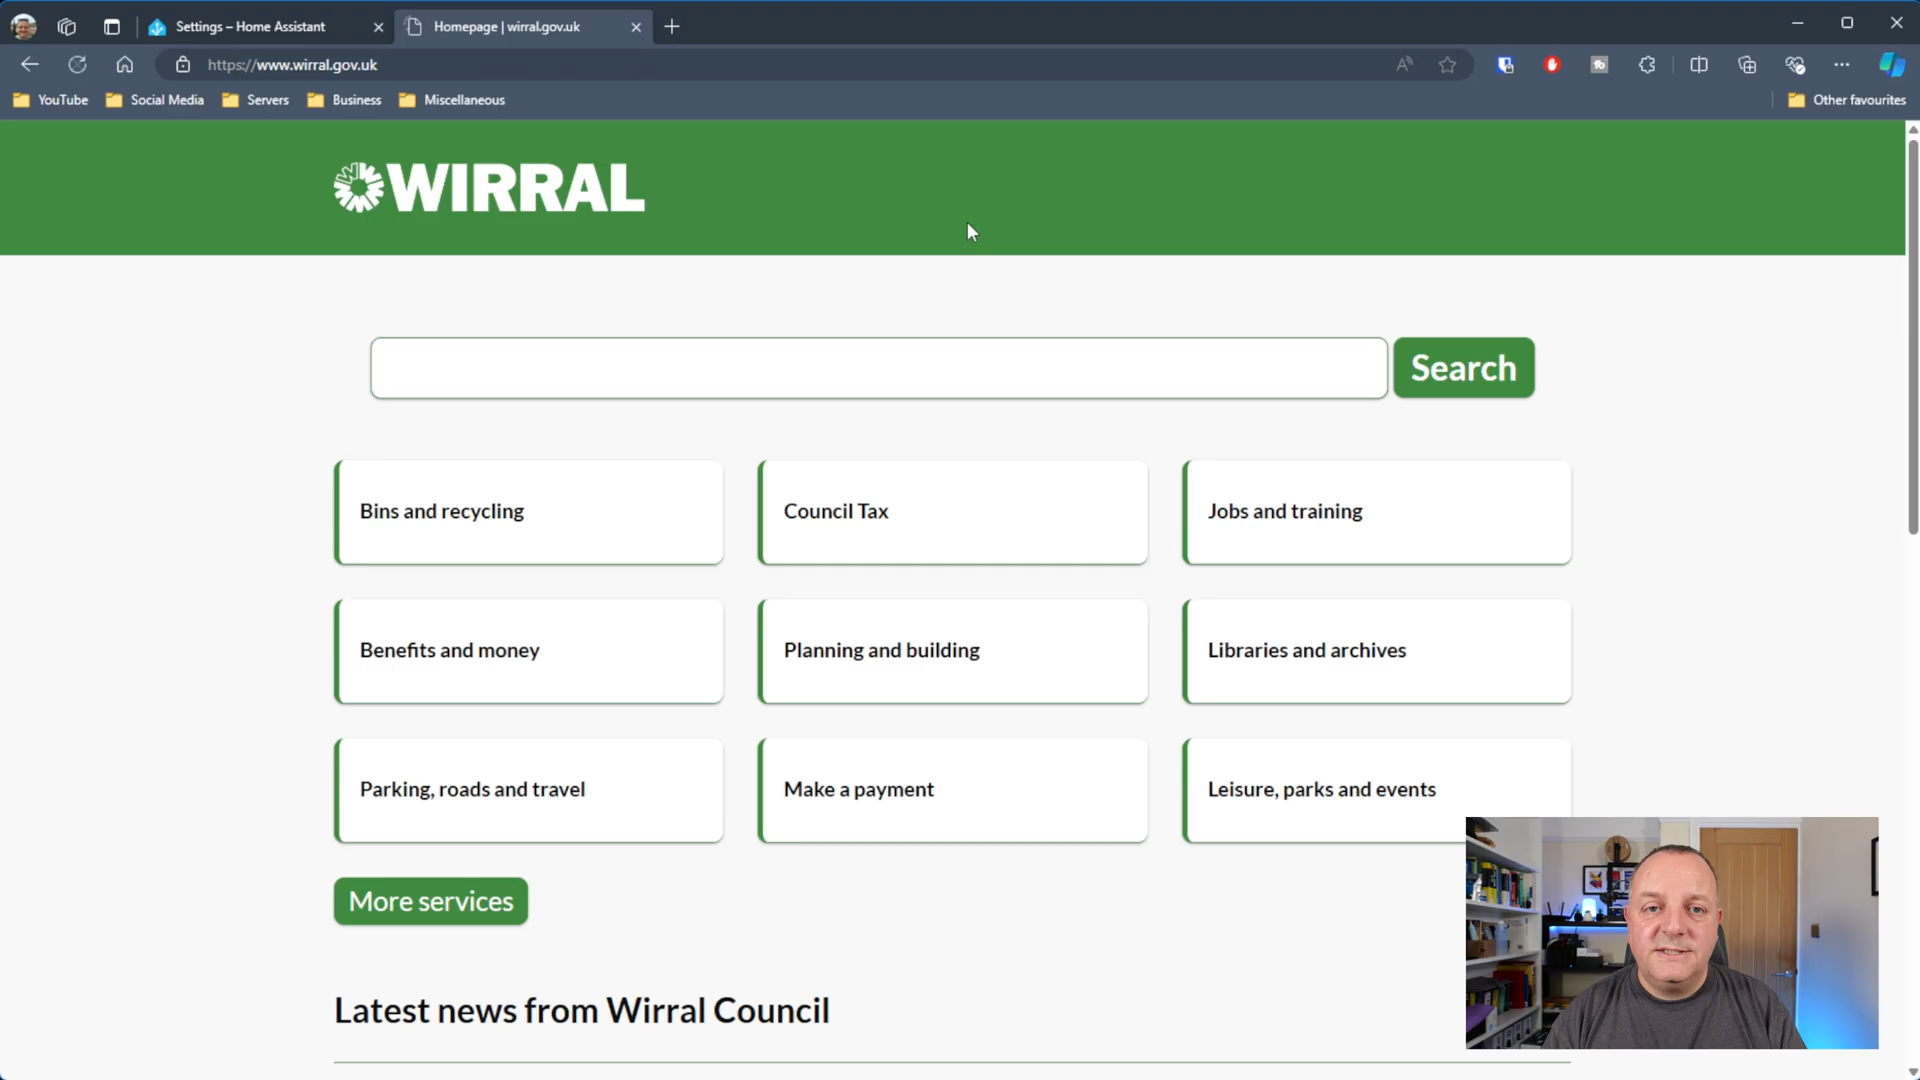 Settings – Home Assistant
Homepage | wirral.gov.uk
https://www.wirral.gov.uk
YouTube
Social Media
Servers
Business
Miscellaneous
Other favourites
WIRRAL
Search
Bins and recycling
Council Tax
Jobs and training
Benefits and money
Planning and building
Libraries and archives
Parking, roads and travel
Make a payment
Leisure, parks and events
More services
Latest news from Wirral Council